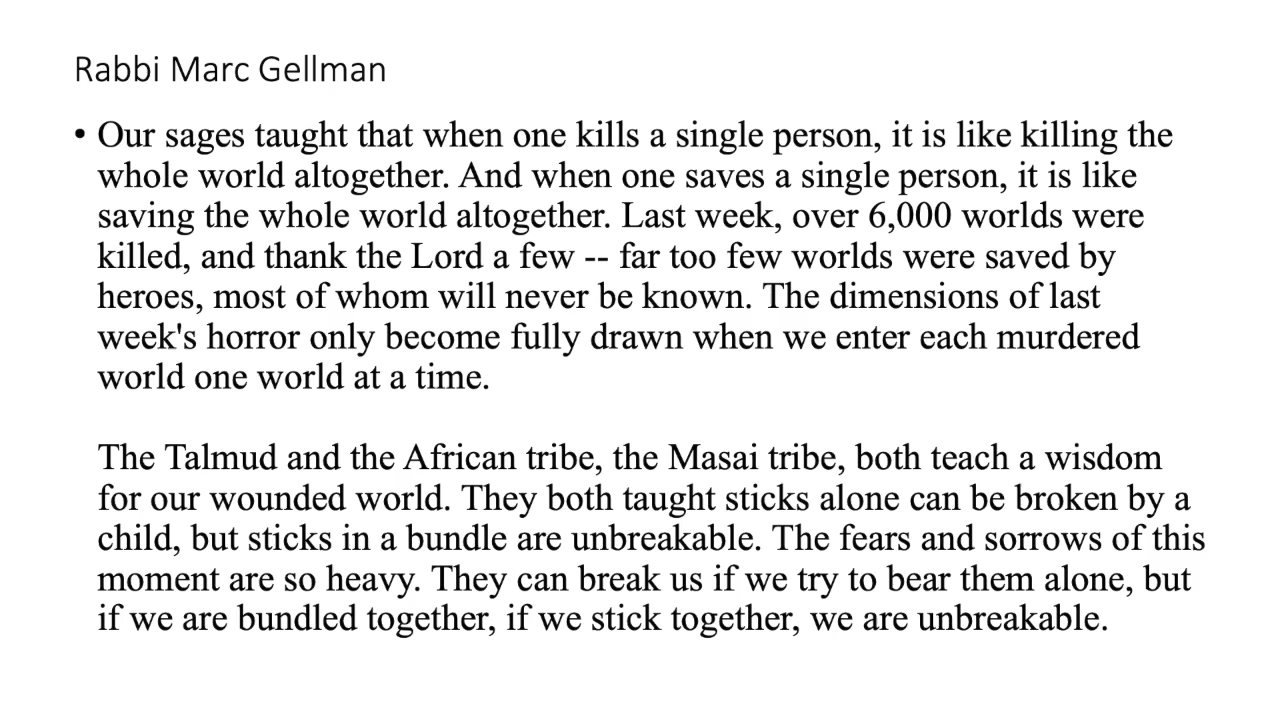 Rabbi Marc Gellman
• Our sages taught that when one kills a single person, it is like killing the
whole world altogether. And when one saves a single person, it is like
saving the whole world altogether. Last week, over 6,000 worlds were
killed, and thank the Lord a few -- far too few worlds were saved by
heroes, most of whom will never be known. The dimensions of last
week's horror only become fully drawn when we enter each murdered
world one world at a time.
The Talmud and the African tribe, the Masai tribe, both teach a wisdom
for our wounded world. They both taught sticks alone can be broken by a
child, but sticks in a bundle are unbreakable. The fears and sorrows of this
moment are so heavy. They can break us if we try to bear them alone, but
if we are bundled together, if we stick together, we are unbreakable.